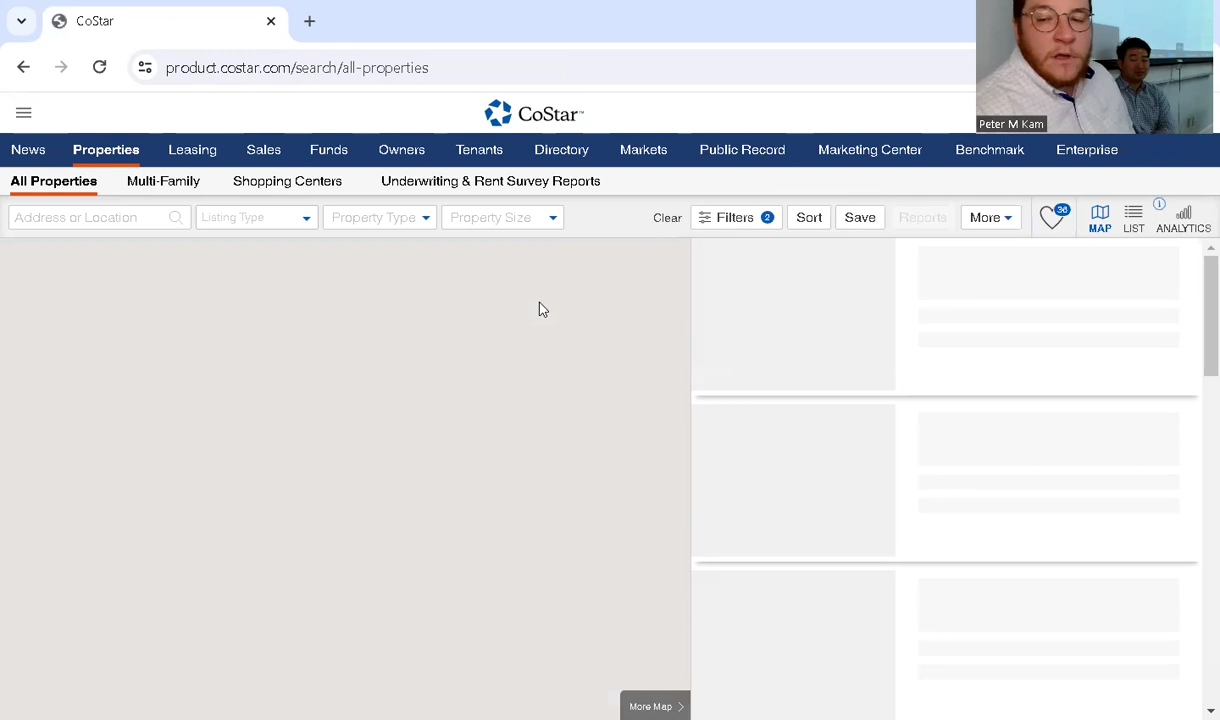 CoStar
product.costar.com/search/all-properties
Peter M Kam
CoStar™
News Properties Leasing Sales Funds Owners Tenants Directory Markets Public Record Marketing Center Benchmark Enterprise
All Properties Multi-Family Shopping Centers Underwriting & Rent Survey Reports
Address or Location Listing Type Property Type Property Size Clear Filters 2 Sort Save Reports More 36 MAP LIST i ANALYTICS
More Map